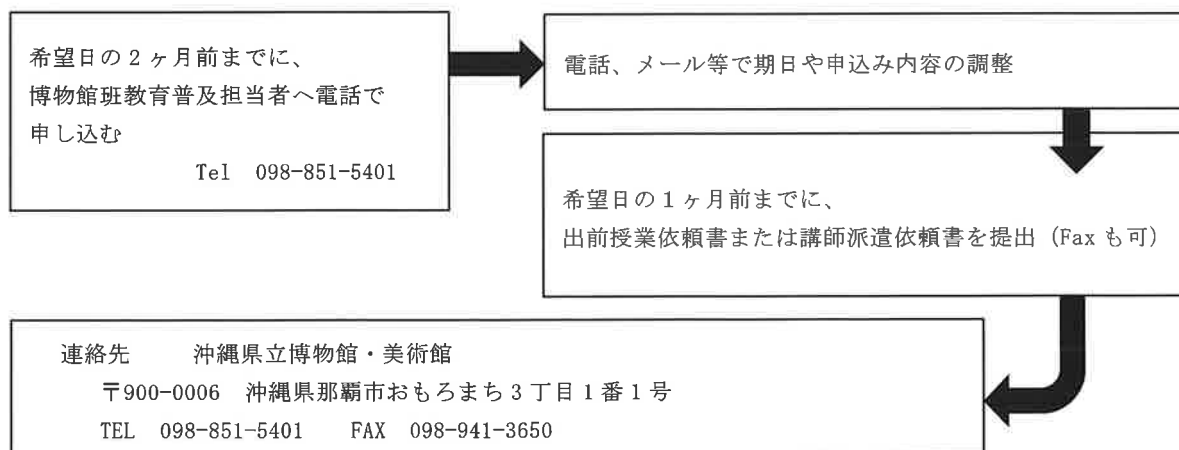 希望日の２ヶ月前までに、
博物館班教育普及担当者へ電話で
申し込む
Tel　098-851-5401
電話、メール等で期日や申込み内容の調整
希望日の１ヶ月前までに、
出前授業依頼書または講師派遣依頼書を提出（Fax も可）
連絡先　　沖縄県立博物館・美術館
〒900-0006　沖縄県那覇市おもろまち３丁目１番１号
TEL　098-851-5401　　FAX　098-941-3650